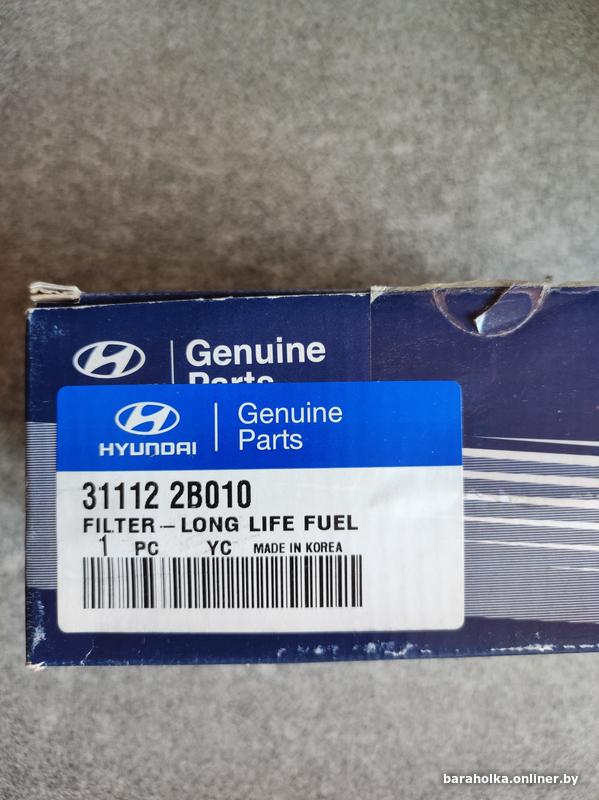 Genuine
Parts
HYUNDAI
Genuine
Parts
31112 2B010
FILTER – LONG LIFE FUEL
1 PC YC MADE IN KOREA
baraholka.onliner.by